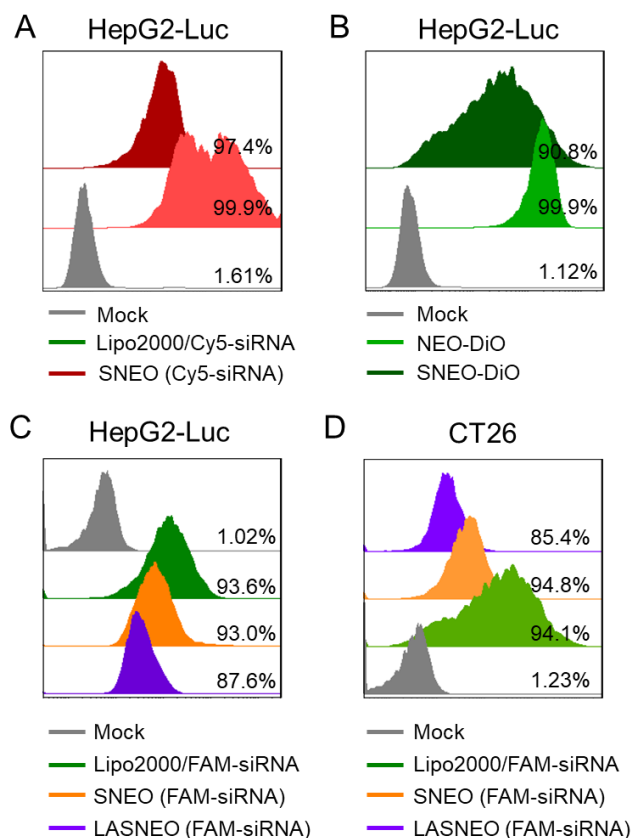 A
HepG2-Luc
97.4%
99.9%
1.61%
Mock
Lipo2000/Cy5-siRNA
SNEO (Cy5-siRNA)
B
HepG2-Luc
90.8%
99.9%
1.12%
Mock
NEO-DiO
SNEO-DiO
C
HepG2-Luc
1.02%
93.6%
93.0%
87.6%
Mock
Lipo2000/FAM-siRNA
SNEO (FAM-siRNA)
LASNEO (FAM-siRNA)
D
CT26
85.4%
94.8%
94.1%
1.23%
Mock
Lipo2000/FAM-siRNA
SNEO (FAM-siRNA)
LASNEO (FAM-siRNA)